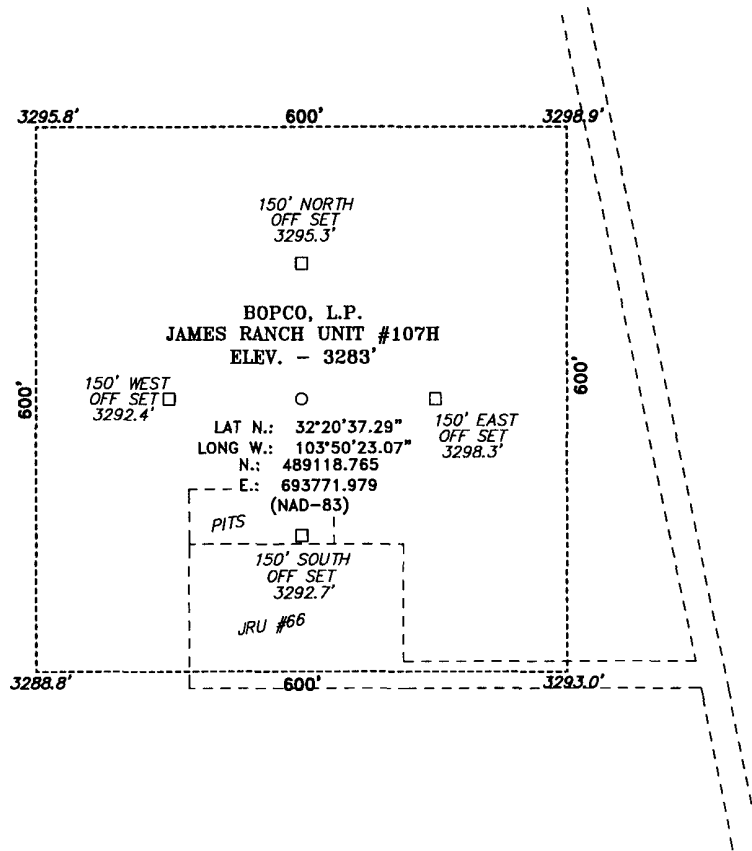 3295.8'
600'
3298.9'
150' NORTH
OFF SET
3295.3'
BOPCO, L.P.
JAMES RANCH UNIT #107H
ELEV. – 3283'
600'
150' WEST
OFF SET
3292.4'
600'
150' EAST
OFF SET
3298.3'
LAT N.: 32°20'37.29"
LONG W.: 103°50'23.07"
N.: 489118.765
E.: 693771.979
(NAD-83)
PITS
150' SOUTH
OFF SET
3292.7'
JRU #66
3288.8'
600'
3293.0'